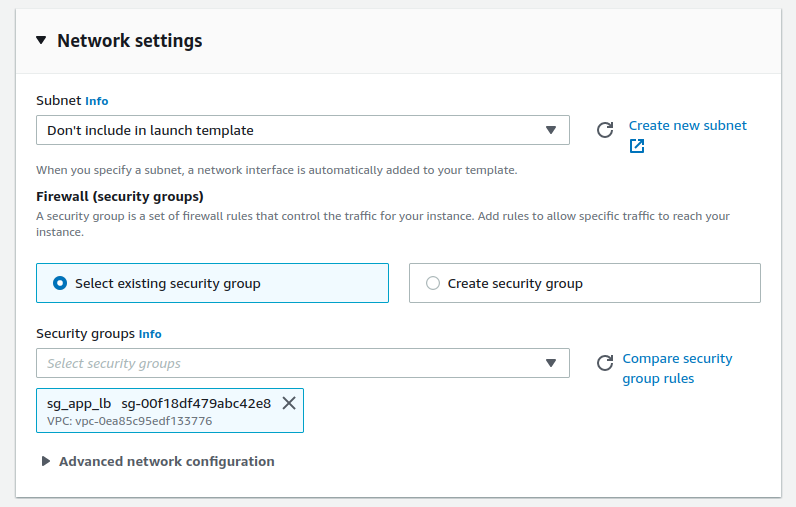 Network settings
Subnet Info
Don't include in launch template
Create new subnet
When you specify a subnet, a network interface is automatically added to your template.
Firewall (security groups)
A security group is a set of firewall rules that control the traffic for your instance. Add rules to allow specific traffic to reach your
instance.
Select existing security group
Create security group
Security groups Info
Select security groups
Compare security
group rules
sg_app_lb sg-00f18df479abc42e8
VPC: vpc-0ea85c95edf133776
Advanced network configuration